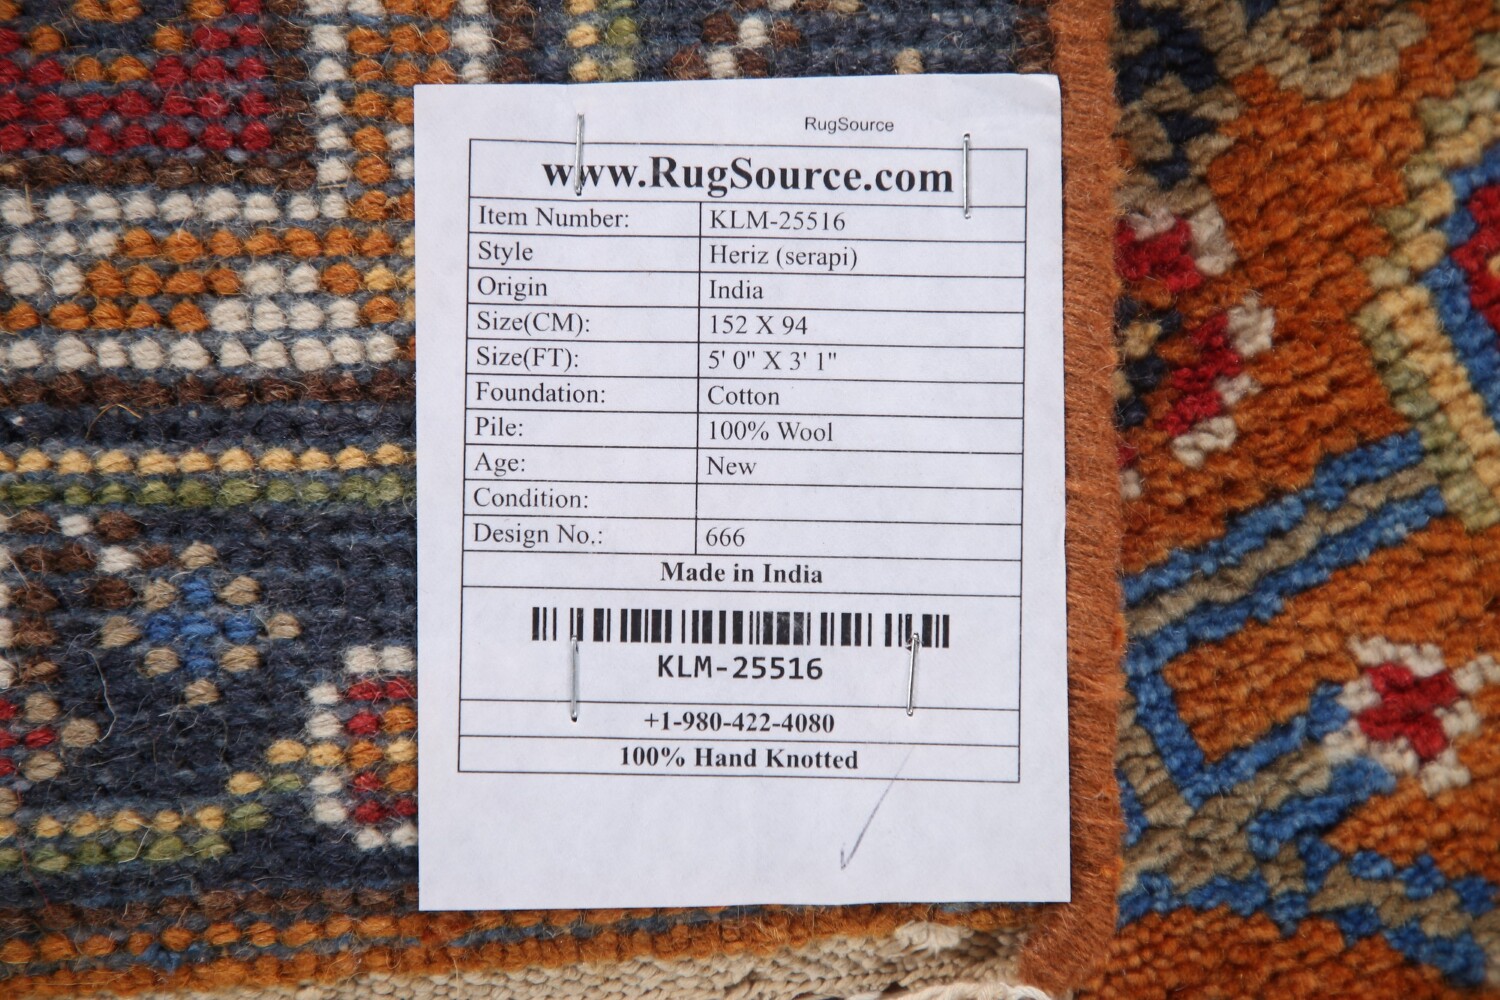 RugSource
www.RugSource.com
Item Number: KLM-25516
Style Heriz (serapi)
Origin India
Size(CM): 152 X 94
Size(FT): 5' 0" X 3' 1"
Foundation: Cotton
Pile: 100% Wool
Age: New
Condition:
Design No.: 666
Made in India
KLM-25516
+1-980-422-4080
100% Hand Knotted